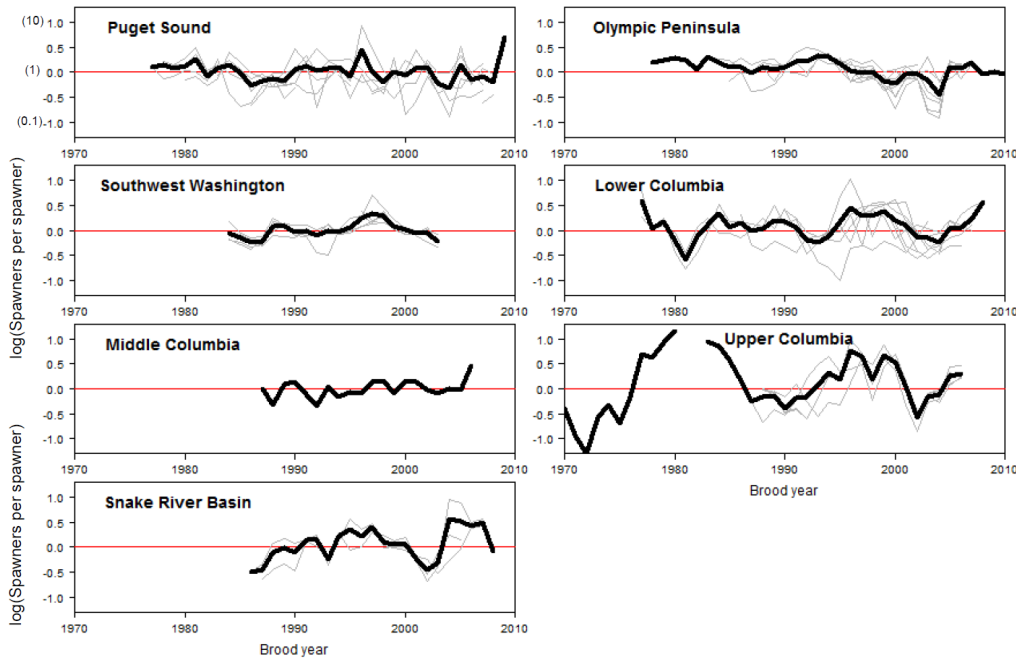 Puget Sound
Olympic Peninsula
(10) 1.0
0.5
(1) 0.0
-0.5
(0.1) -1.0
1970 1980 1990 2000 2010
1.0
0.5
0.0
-0.5
-1.0
1970 1980 1990 2000 2010
Southwest Washington
Lower Columbia
1.0
0.5
0.0
-0.5
-1.0
1970 1980 1990 2000 2010
1.0
0.5
0.0
-0.5
-1.0
1970 1980 1990 2000 2010
log(Spawners per spawner)
Middle Columbia
Upper Columbia
1.0
0.5
0.0
-0.5
-1.0
1970 1980 1990 2000 2010
1.0
0.5
0.0
-0.5
-1.0
1970 1980 1990 2000 2010
Brood year
log(Spawners per spawner)
Snake River Basin
1.0
0.5
0.0
-0.5
-1.0
1970 1980 1990 2000 2010
Brood year